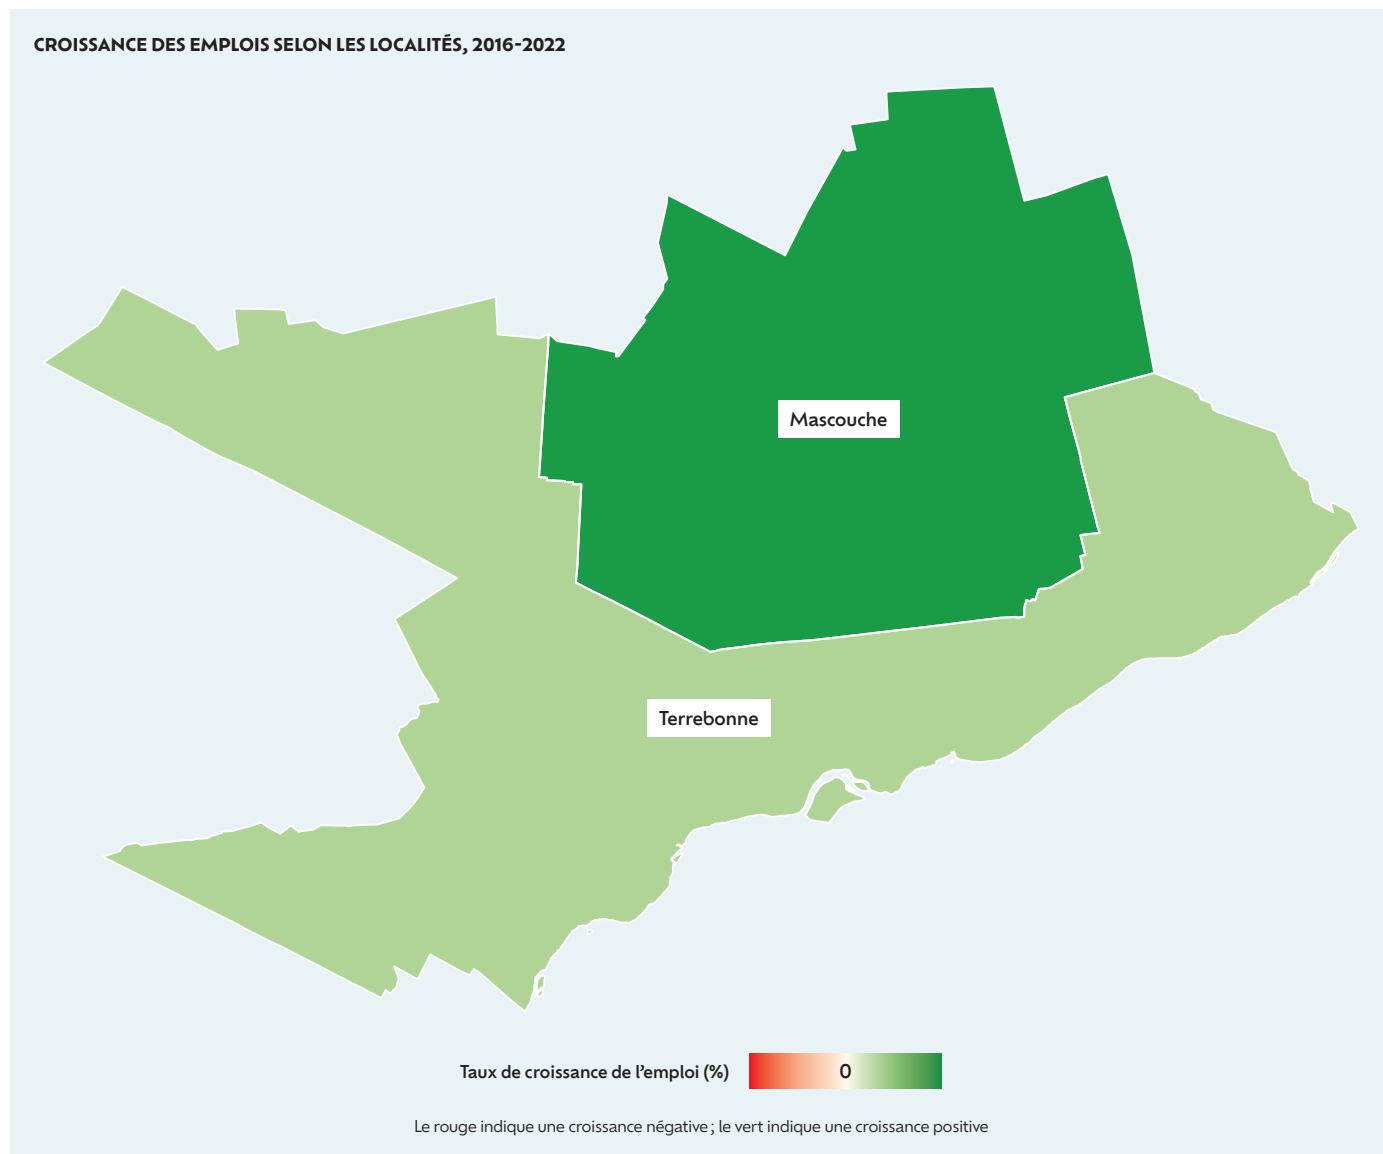 CROISSANCE DES EMPLOIS SELON LES LOCALITÉS, 2016-2022
Mascouche
Terrebonne
Taux de croissance de l’emploi (%)
0
Le rouge indique une croissance négative ; le vert indique une croissance positive